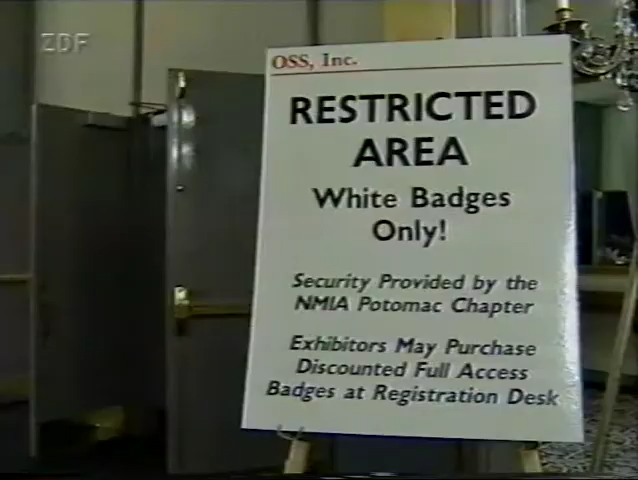 ZDF
OSS, Inc.
RESTRICTED
AREA
White Badges
Only!
Security Provided by the
NMIA Potomac Chapter
Exhibitors May Purchase
Discounted Full Access
Badges at Registration Desk